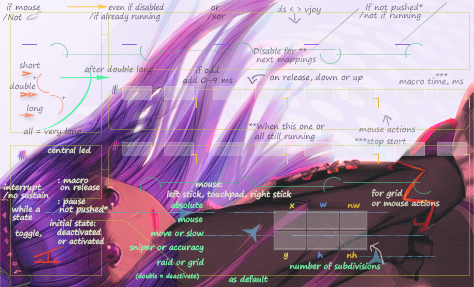 if mouse
/Not
even if disabled
/if already running
or
/xor
ds <-> vjoy
If not pushed*
/not if running
Disable for **
next mappings
short
double
long
after double long
if odd
add 0-9 ms
on release, down or up
***
macro time, ms
all = very long
**When this one or
all still running
mouse actions
***stop start
central led
interrupt
/no sustain
: macro
on release
: pause
not pushed*
while a
state
initial state:
deactivated
or activated
toggle,
mouse:
left stick, touchpad, right stick
absolute
mouse
move or slow
sniper or accuracy
raid or grid
(double = deactivate)
as default
x w nw
y h nh
number of subdivisions
for grid
or mouse actions